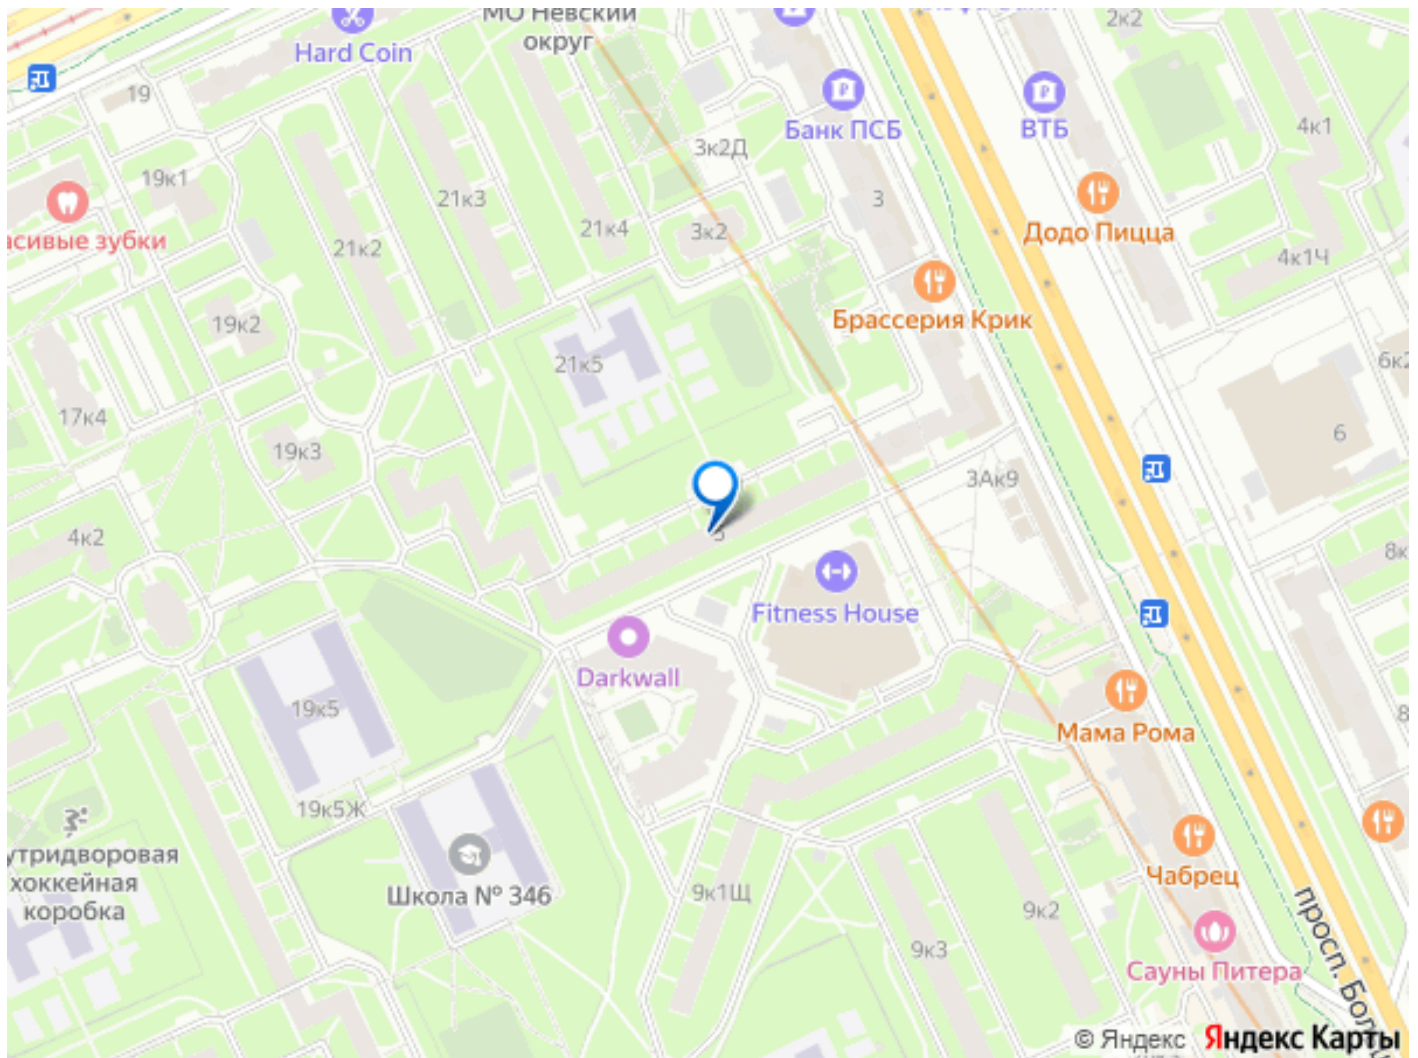 МО Невский
округ
2к2
Hard Coin
19
Банк ПСБ
ВТБ
4к1
3к2Д
19к1
21к3
3
21к4
3к2
Додо Пицца
асивые зубки
21к2
4к1Ч
Брассерия Крик
19к2
21к5
6к2
17к4
6
19к3
3Ак9
4к2
5
8к
Fitness House
Darkwall
19к5
8
Мама Рома
19к5Ж
утридворовая
хоккейная
коробка
Школа № 346
Чабрец
9к1Щ
9к2
9к3
просп. Бол
Сауны Питера
© Яндекс Яндекс Карты